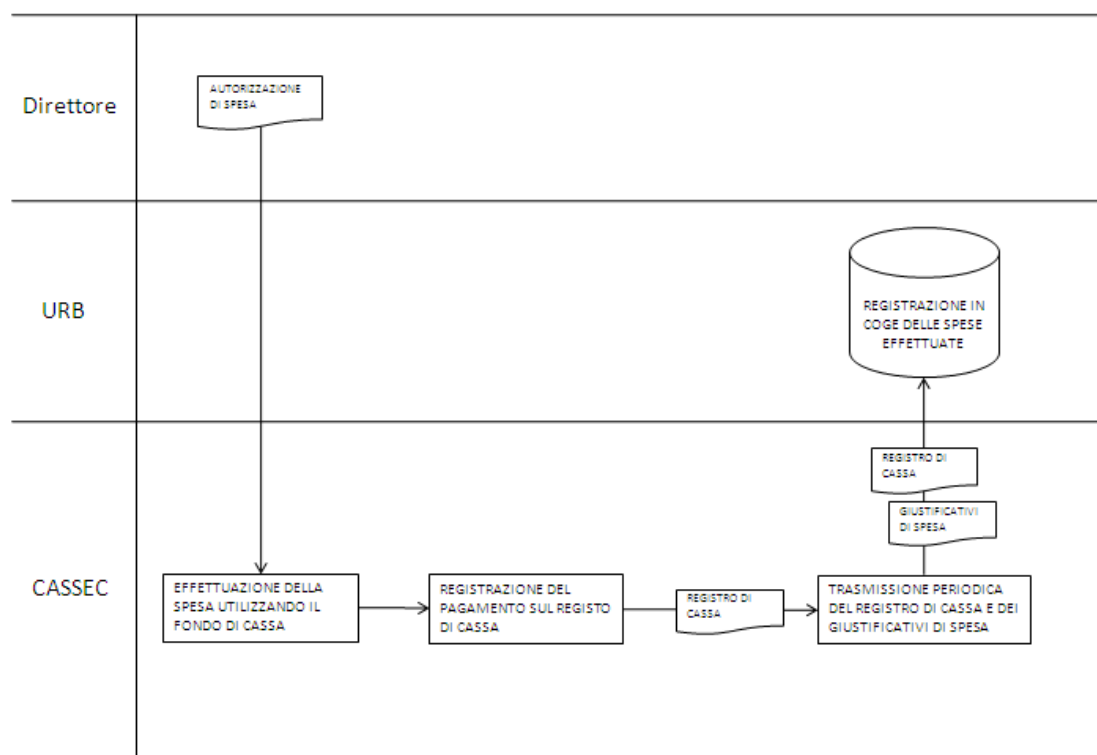 Direttore
AUTORIZZAZIONE
DI SPESA
URB
REGISTRAZIONE IN
COGE DELLE SPESE
EFFETTUATE
CASSEC
EFFETTUAZIONE DELLA
SPESA UTILIZZANDO IL
FONDO DI CASSA
REGISTRAZIONE DEL
PAGAMENTO SUL REGISTO
DI CASSA
REGISTRO DI
CASSA
TRASMISSIONE PERIODICA
DEL REGISTRO DI CASSA E DEI
GIUSTIFICATIVI DI SPESA
GIUSTIFICATIVI
DI SPESA
REGISTRO DI
CASSA